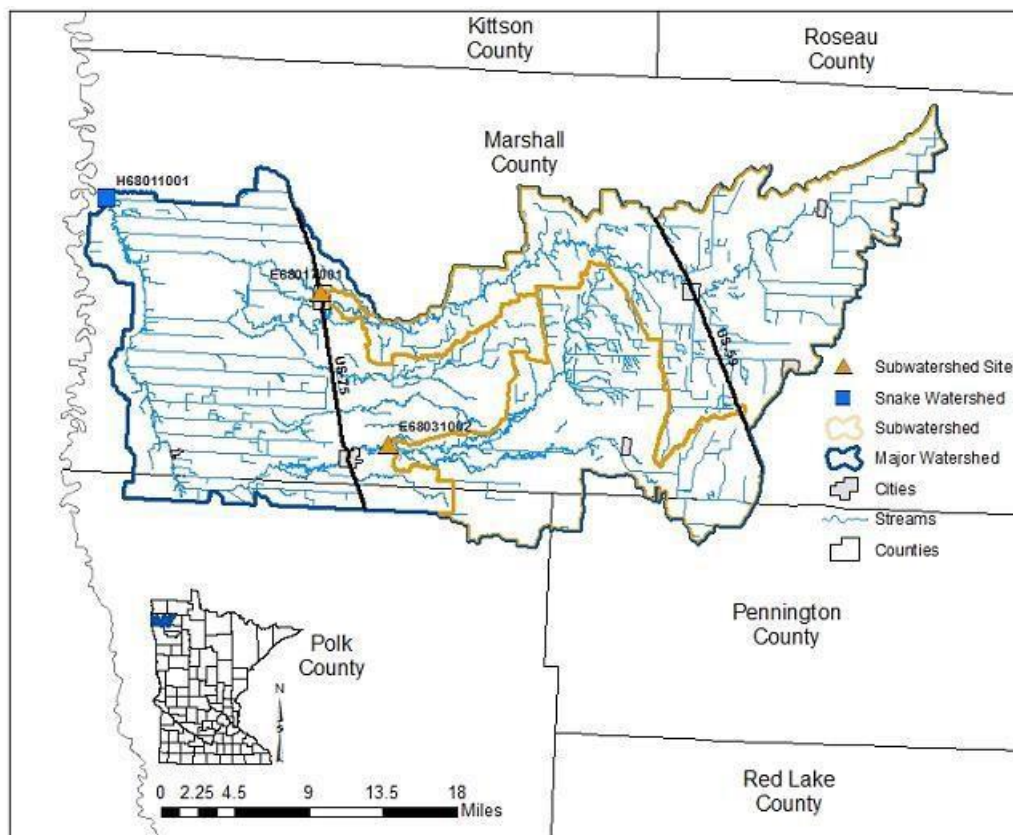 Kittson
County
Roseau
County
Marshall
County
H68011001
E68017001
US-75
US-59
E68031002
Subwatershed Site
Snake Watershed
Subwatershed
Major Watershed
Cities
Streams
Counties
Pennington
County
Polk
County
N
S
Red Lake
County
0 2.25 4.5 9 13.5 18
Miles